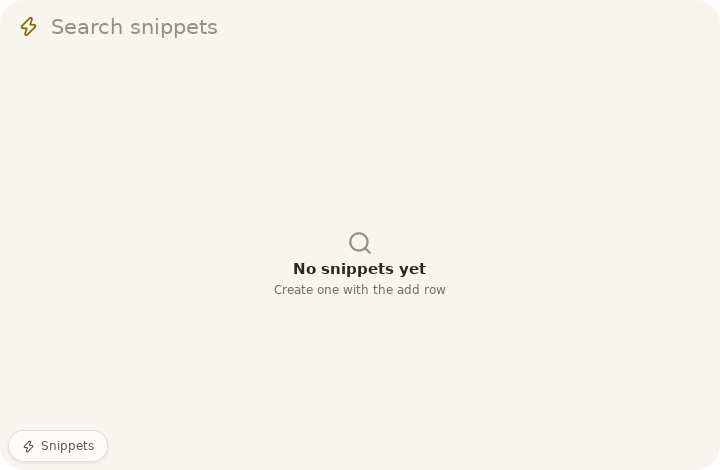 Search snippets
No snippets yet
Create one with the add row
Snippets